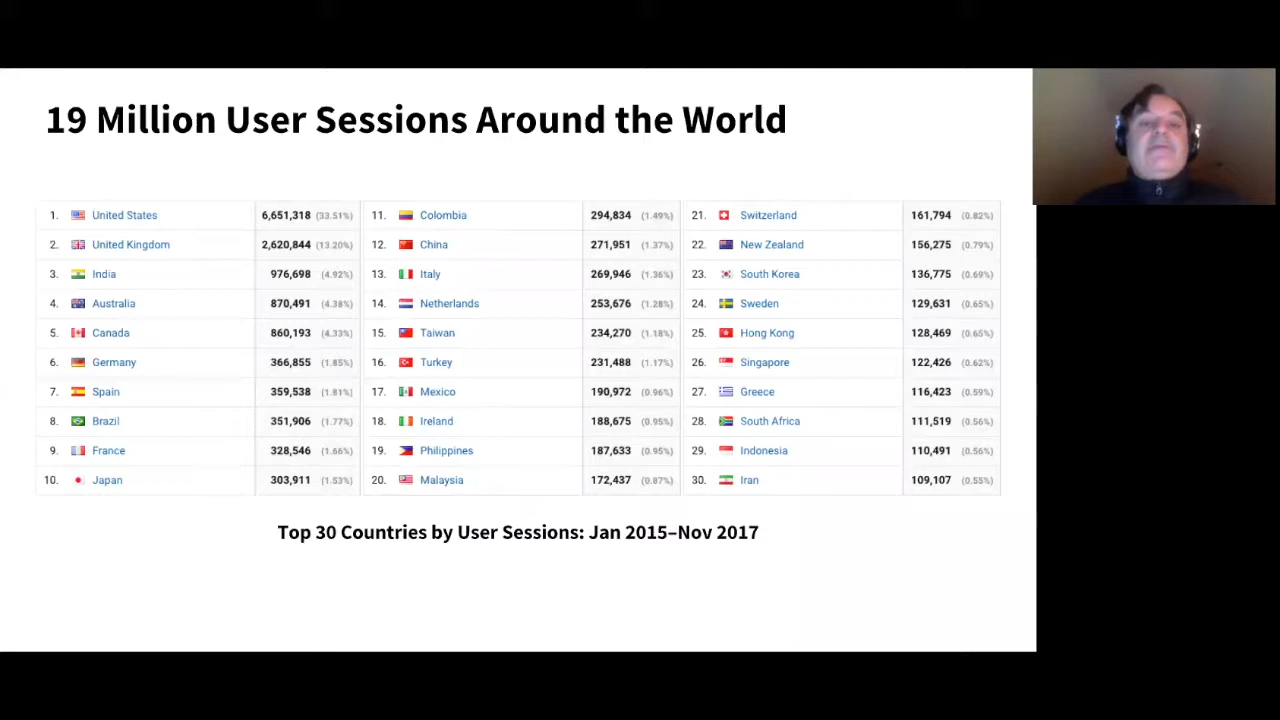 19 Million User Sessions Around the World
1. United States 6,651,318 (33.51%)
2. United Kingdom 2,620,844 (13.20%)
3. India 976,698 (4.92%)
4. Australia 870,491 (4.38%)
5. Canada 860,193 (4.33%)
6. Germany 366,855 (1.85%)
7. Spain 359,538 (1.81%)
8. Brazil 351,906 (1.77%)
9. France 328,546 (1.66%)
10. Japan 303,911 (1.53%)
11. Colombia 294,834 (1.49%)
12. China 271,951 (1.37%)
13. Italy 269,946 (1.36%)
14. Netherlands 253,676 (1.28%)
15. Taiwan 234,270 (1.18%)
16. Turkey 231,488 (1.17%)
17. Mexico 190,972 (0.96%)
18. Ireland 188,675 (0.95%)
19. Philippines 187,633 (0.95%)
20. Malaysia 172,437 (0.87%)
21. Switzerland 161,794 (0.82%)
22. New Zealand 156,275 (0.79%)
23. South Korea 136,775 (0.69%)
24. Sweden 129,631 (0.65%)
25. Hong Kong 128,469 (0.65%)
26. Singapore 122,426 (0.62%)
27. Greece 116,423 (0.59%)
28. South Africa 111,519 (0.56%)
29. Indonesia 110,491 (0.56%)
30. Iran 109,107 (0.55%)
Top 30 Countries by User Sessions: Jan 2015–Nov 2017